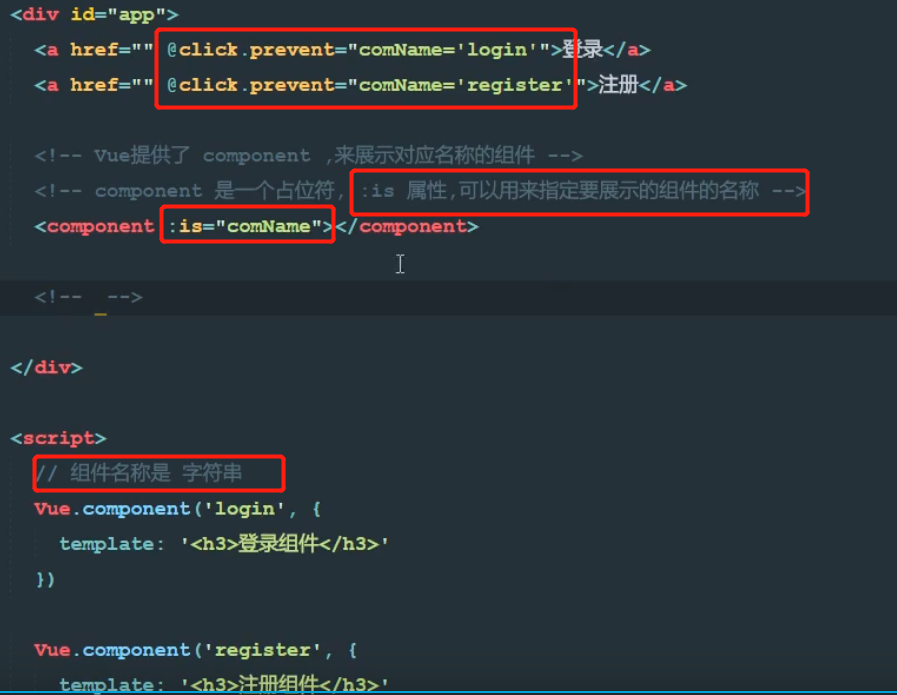 <div id="app">
<a href="" @click.prevent="comName='login'">登录</a>
<a href="" @click.prevent="comName='register'">注册</a>
<!-- Vue提供了 component ,来展示对应名称的组件 -->
<!-- component 是一个占位符, :is 属性,可以用来指定要展示的组件的名称 -->
<component :is="comName"></component>
<!-- -->
</div>
<script>
// 组件名称是 字符串
Vue.component('login', {
template: '<h3>登录组件</h3>'
})
Vue.component('register', {
template: '<h3>注册组件</h3>'